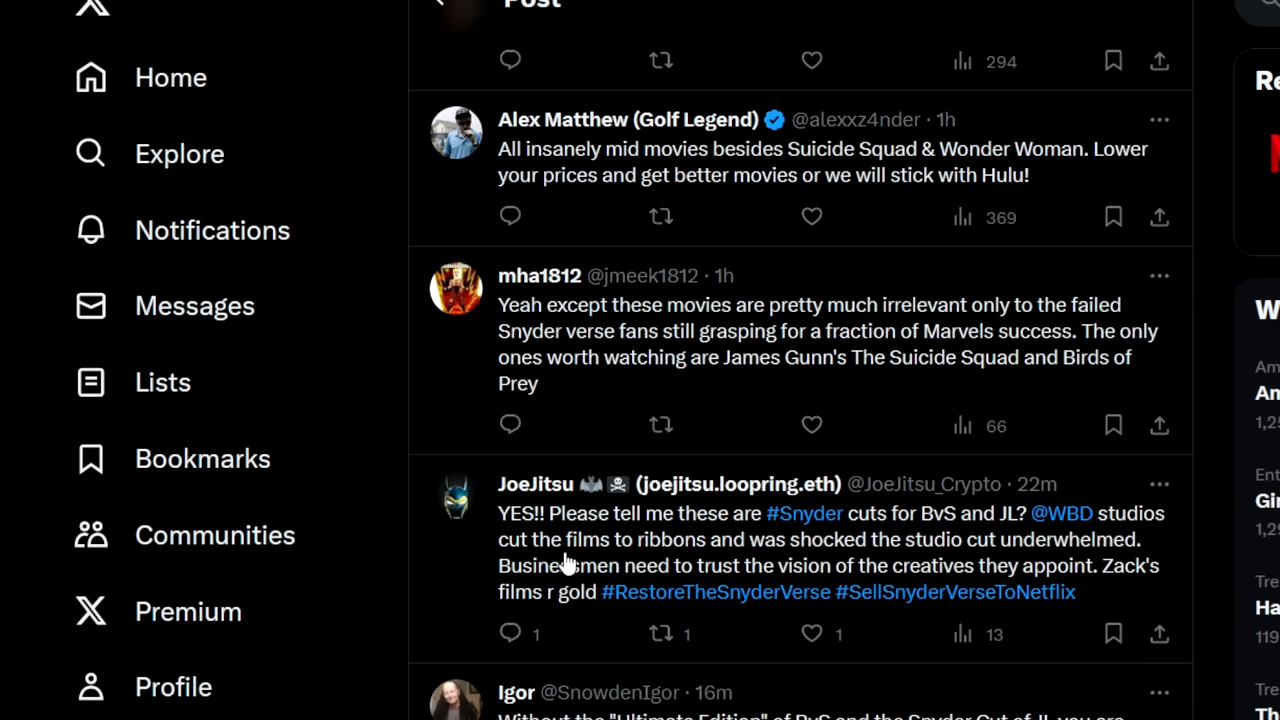 Post
294
Home
Alex Matthew (Golf Legend) @alexxz4nder · 1h
All insanely mid movies besides Suicide Squad & Wonder Woman. Lower
your prices and get better movies or we will stick with Hulu!
369
Explore
Notifications
mha1812 @jmeek1812 · 1h
Yeah except these movies are pretty much irrelevant only to the failed
Snyder verse fans still grasping for a fraction of Marvels success. The only
ones worth watching are James Gunn's The Suicide Squad and Birds of
Prey
66
Messages
Lists
Bookmarks
JoeJitsu 🦇☠️ (joejitsu.loopring.eth) @JoeJitsu_Crypto · 22m
YES!! Please tell me these are #Snyder cuts for BvS and JL? @WBD studios
cut the films to ribbons and was shocked the studio cut underwhelmed.
Businessmen need to trust the vision of the creatives they appoint. Zack's
films r gold #RestoreTheSnyderVerse #SellSnyderVerseToNetflix
1 1 1 13
Communities
Premium
Profile
Igor @SnowdenIgor · 16m
Without the "Ultimate Edition" of BvS and the Snyder Cut of JL you are